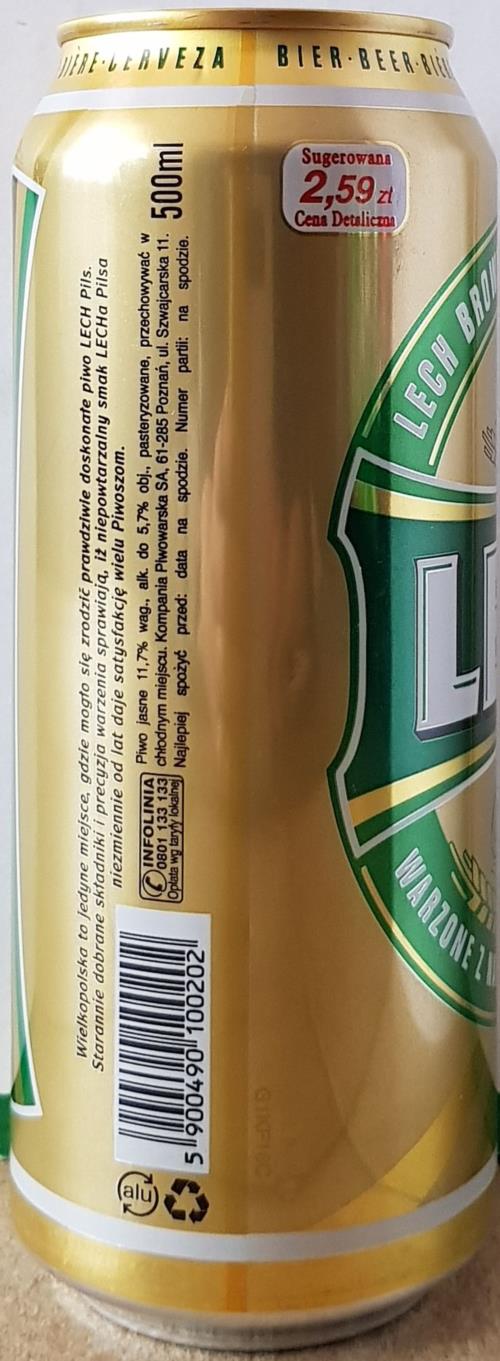 BIÈRE·CERVEZA BIER·BEER·BIÈR
Sugerowana
2,59 zł
Cena Detaliczna
LECH BROW
LE
WARZONE Z
Wielkopolska to jedyne miejsce, gdzie mogło się zrodzić prawdziwie doskonałe piwo LECH Pils.
Starannie dobrane składniki i precyzja warzenia sprawiają, iż niepowtarzalny smak LECHa Pilsa
niezmiennie od lat daje satysfakcję wielu Piwoszom.
INFOLINIA
0801 133 133
Opłata wg taryfy lokalnej
Piwo jasne 11,7% wag., alk. do 5,7% obj., pasteryzowane, przechowywać w
chłodnym miejscu. Kompania Piwowarska SA, 61-285 Poznań, ul. Szwajcarska 11.
Najlepiej spożyć przed: data na spodzie. Numer partii: na spodzie.
500ml
5 900490 100202
alu